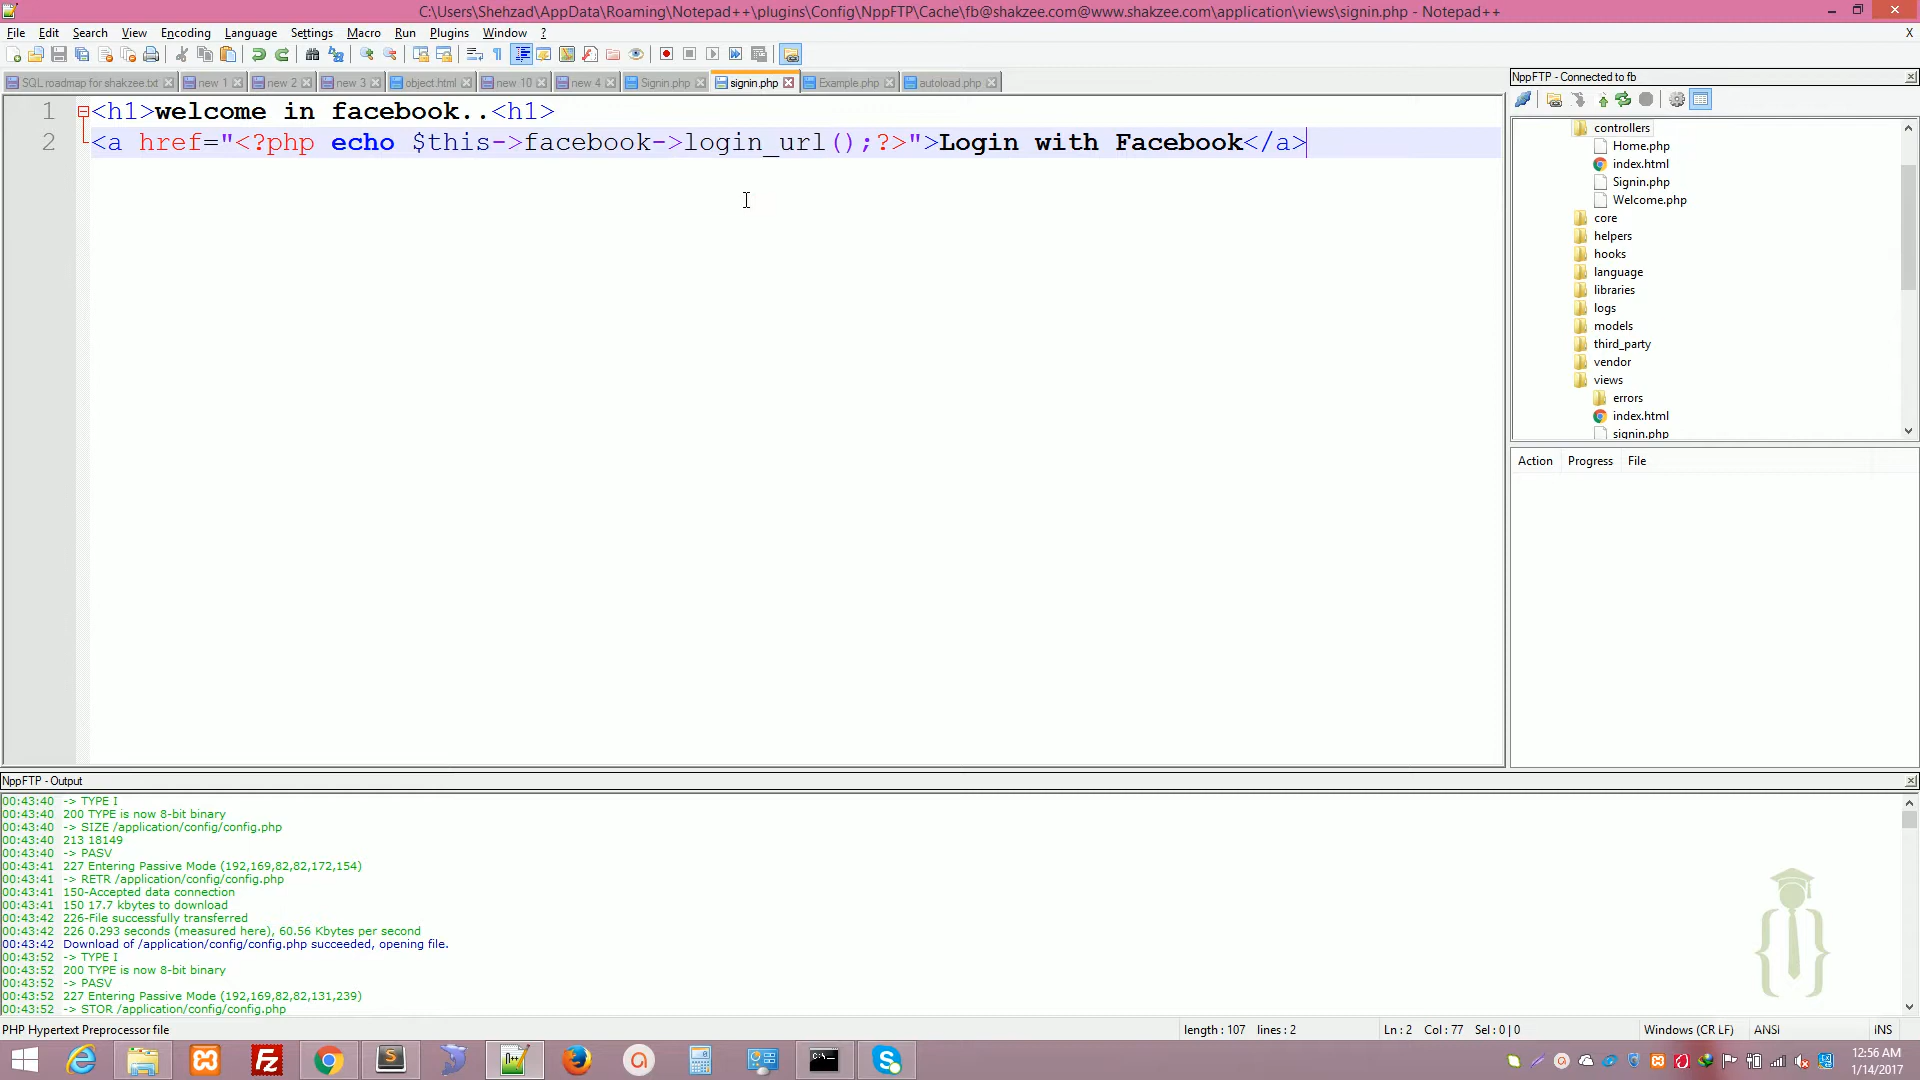 C:\Users\Shehzad\AppData\Roaming\Notepad++\plugins\Config\NppFTP\Cache\fb@shakzee.com@www.shakzee.com\application\views\signin.php - Notepad++
File Edit Search View Encoding Language Settings Macro Run Plugins Window ? X
SQL roadmap for shakzee.txt new 1 new 2 new 3 object.html new 10 new 4 Signin.php signin.php Example.php autoload.php
1 <h1>welcome in facebook..<h1>
2 <a href="<?php echo $this->facebook->login_url();?>">Login with Facebook</a>
NppFTP - Connected to fb
controllers
Home.php
index.html
Signin.php
Welcome.php
core
helpers
hooks
language
libraries
logs
models
third_party
vendor
views
errors
index.html
signin.php
Action Progress File
NppFTP - Output
00:43:40 -> TYPE I
00:43:40 200 TYPE is now 8-bit binary
00:43:40 -> SIZE /application/config/config.php
00:43:40 213 18149
00:43:40 -> PASV
00:43:41 227 Entering Passive Mode (192,169,82,82,172,154)
00:43:41 -> RETR /application/config/config.php
00:43:41 150-Accepted data connection
00:43:41 150 17.7 kbytes to download
00:43:42 226-File successfully transferred
00:43:42 226 0.293 seconds (measured here), 60.56 Kbytes per second
00:43:42 Download of /application/config/config.php succeeded, opening file.
00:43:52 -> TYPE I
00:43:52 200 TYPE is now 8-bit binary
00:43:52 -> PASV
00:43:52 227 Entering Passive Mode (192,169,82,82,131,239)
00:43:52 -> STOR /application/config/config.php
PHP Hypertext Preprocessor file length : 107 lines : 2 Ln : 2 Col : 77 Sel : 0 | 0 Windows (CR LF) ANSI INS
12:56 AM
1/14/2017